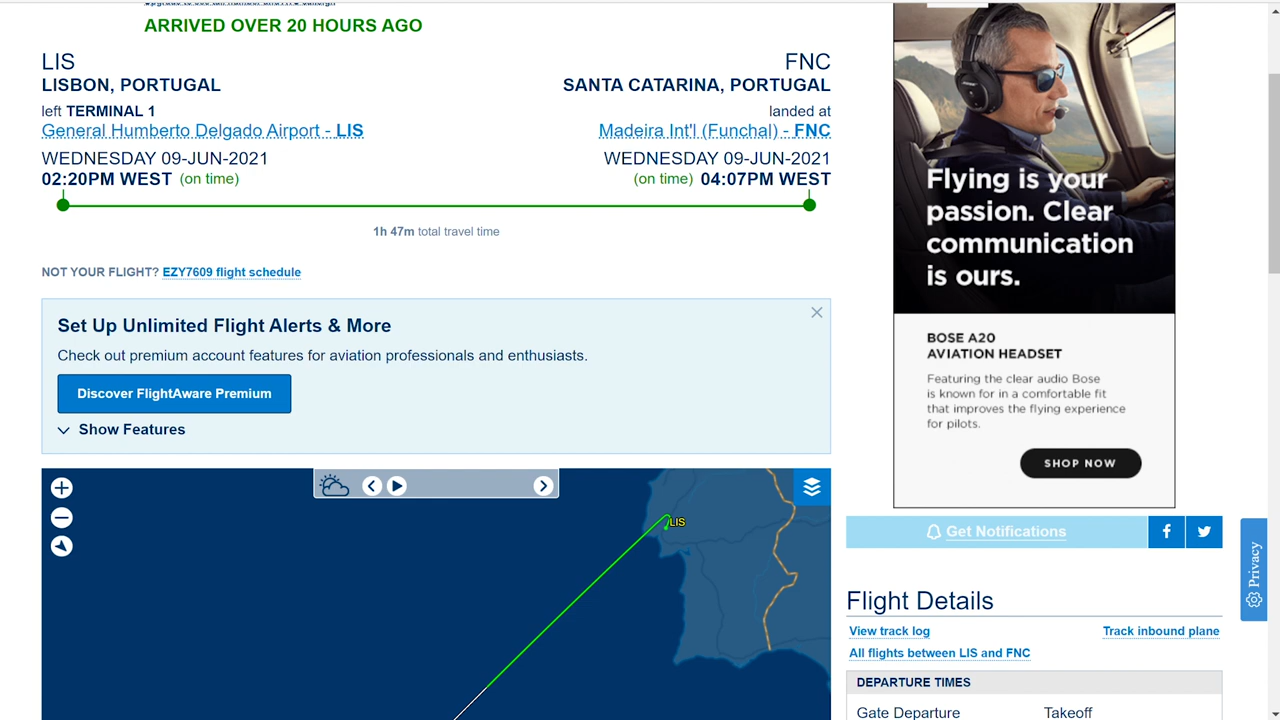 ARRIVED OVER 20 HOURS AGO
LIS
LISBON, PORTUGAL
left TERMINAL 1
General Humberto Delgado Airport - LIS
WEDNESDAY 09-JUN-2021
02:20PM WEST (on time)
FNC
SANTA CATARINA, PORTUGAL
landed at
Madeira Int'l (Funchal) - FNC
WEDNESDAY 09-JUN-2021
(on time) 04:07PM WEST
1h 47m total travel time
NOT YOUR FLIGHT? EZY7609 flight schedule
Set Up Unlimited Flight Alerts & More
Check out premium account features for aviation professionals and enthusiasts.
Discover FlightAware Premium
Show Features
LIS
Flying is your
passion. Clear
communication
is ours.
BOSE A20
AVIATION HEADSET
Featuring the clear audio Bose
is known for in a comfortable fit
that improves the flying experience
for pilots.
SHOP NOW
Get Notifications
Privacy
Flight Details
View track log
Track inbound plane
All flights between LIS and FNC
DEPARTURE TIMES
Gate Departure
Takeoff